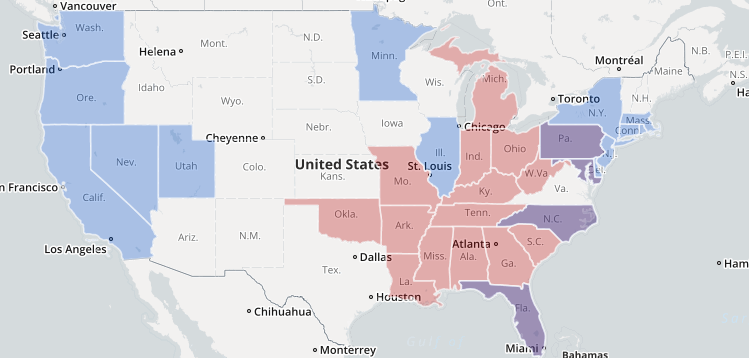 Vancouver
Seattle
Wash.
Helena
Mont.
N.D.
Minn.
Portland
Ore.
Idaho
Wyo.
S.D.
Wis.
Mich.
Montréal
Maine
N.B.
P.E.I.
N.S.
Ha
Toronto
N.H.
N.Y.
Mass.
Conn
Cheyenne
Nebr.
Iowa
Chicago
Nev.
Utah
Colo.
United States
Kans.
St. Louis
Ill.
Ind.
Ohio
Pa.
N.
W.Va
n Francisco
Calif.
Mo.
Ky.
Va.
Los Angeles
Ariz.
N.M.
Okla.
Ark.
Tenn.
N.C.
Atlanta
S.C.
Dallas
Tex.
Miss.
Ala.
Ga.
Ham
La.
Houston
Chihuahua
Fla.
Monterrey
Gulf
Miami
Bahamas